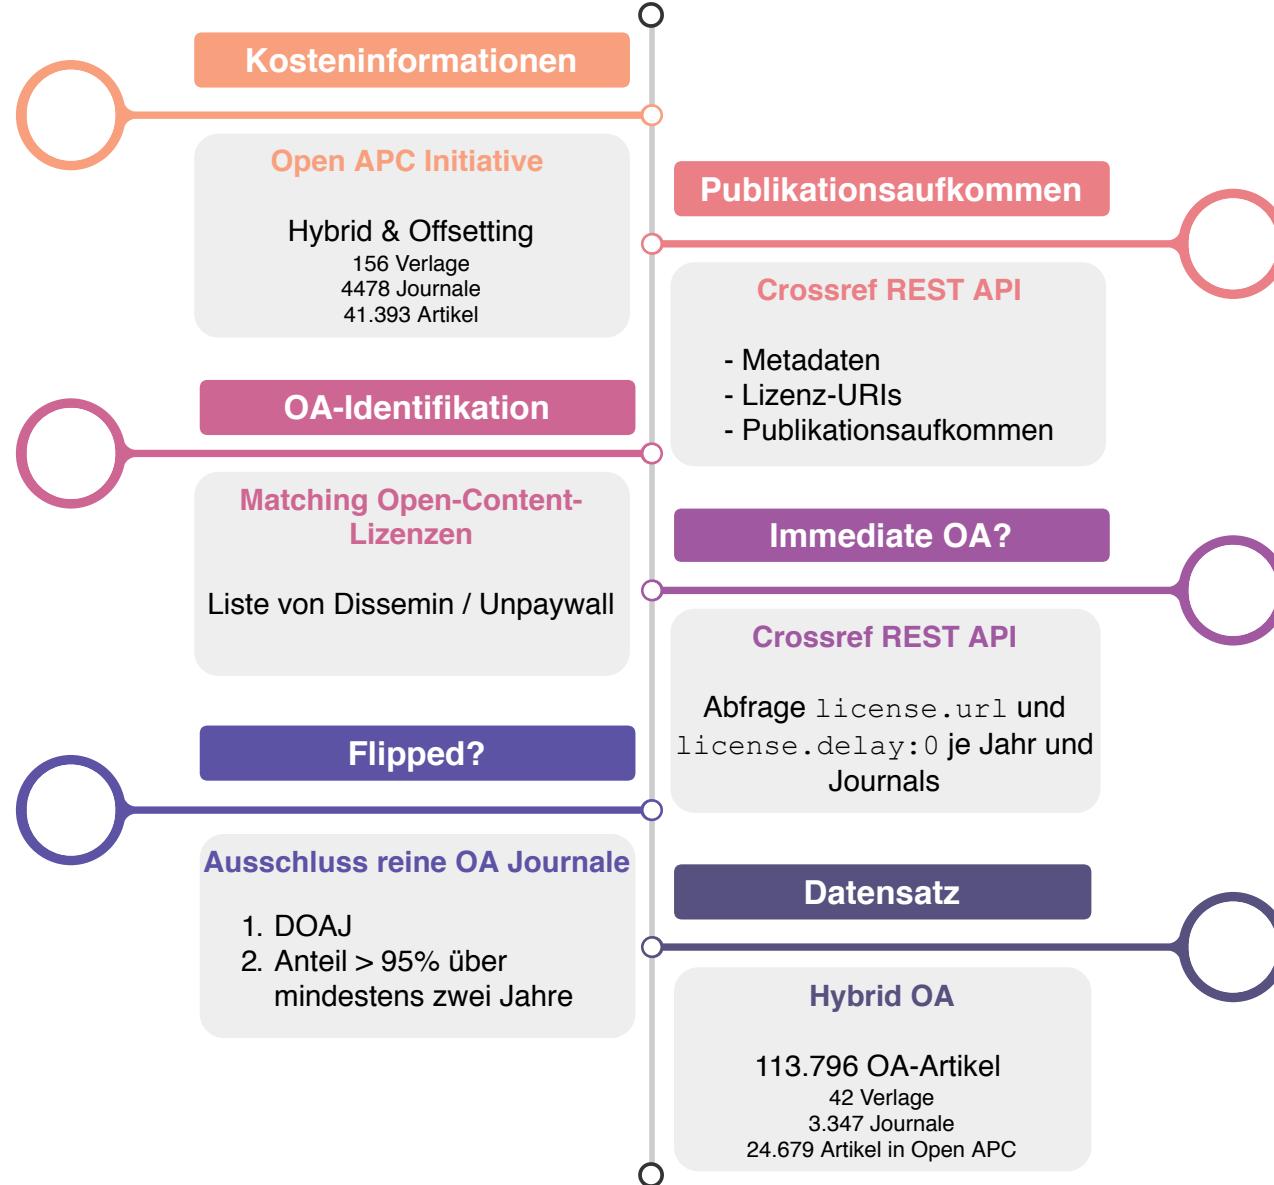 Kosteninformationen
Open APC Initiative
Hybrid & Offsetting
156 Verlage
4478 Journale
41.393 Artikel
Publikationsaufkommen
Crossref REST API
- Metadaten
- Lizenz-URIs
- Publikationsaufkommen
OA-Identifikation
Matching Open-Content-
Lizenzen
Liste von Dissemin / Unpaywall
Immediate OA?
Crossref REST API
Abfrage license.url und
license.delay:0 je Jahr und
Journals
Flipped?
Ausschluss reine OA Journale
1. DOAJ
2. Anteil > 95% über
mindestens zwei Jahre
Datensatz
Hybrid OA
113.796 OA-Artikel
42 Verlage
3.347 Journale
24.679 Artikel in Open APC